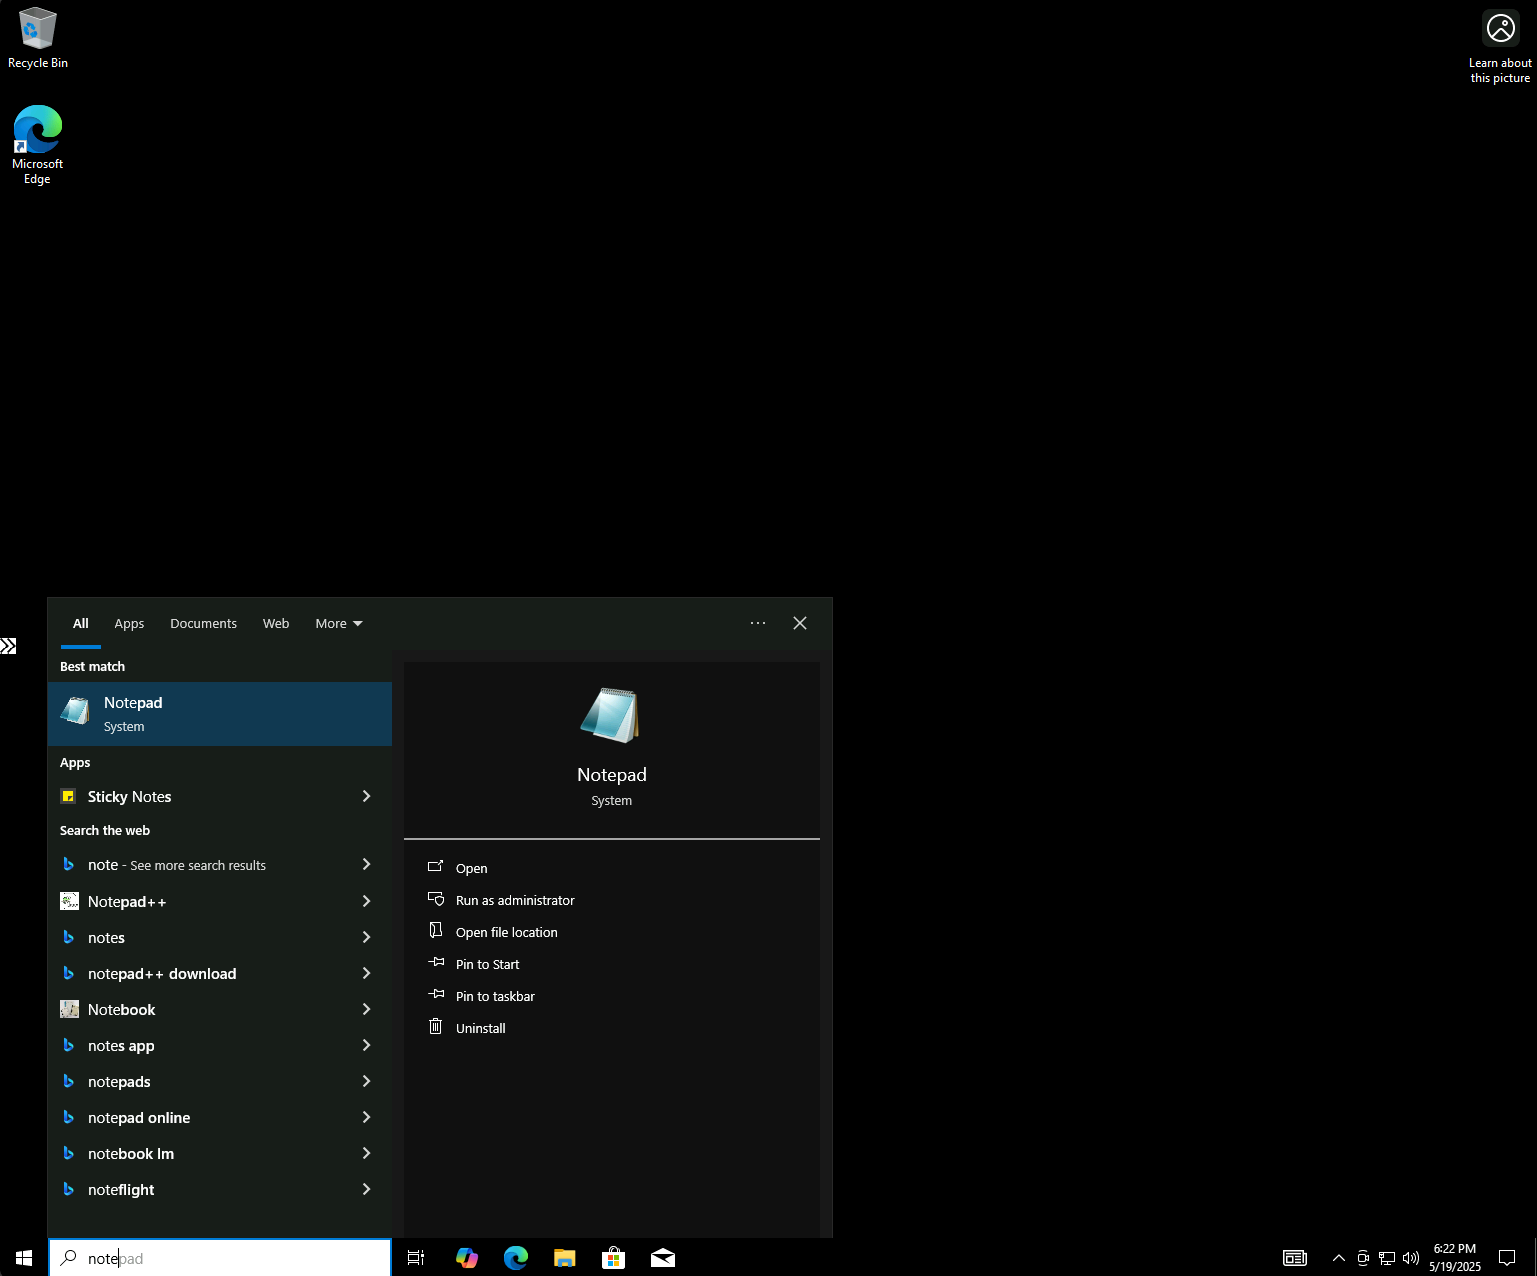 Recycle Bin
Microsoft
Edge
Learn about
this picture
All Apps Documents Web More
Best match
Notepad
System
Apps
Sticky Notes
Search the web
note - See more search results
Notepad++
notes
notepad++ download
Notebook
notes app
notepads
notepad online
notebook lm
noteflight
Notepad
System
Open
Run as administrator
Open file location
Pin to Start
Pin to taskbar
Uninstall
notepad
6:22 PM
5/19/2025